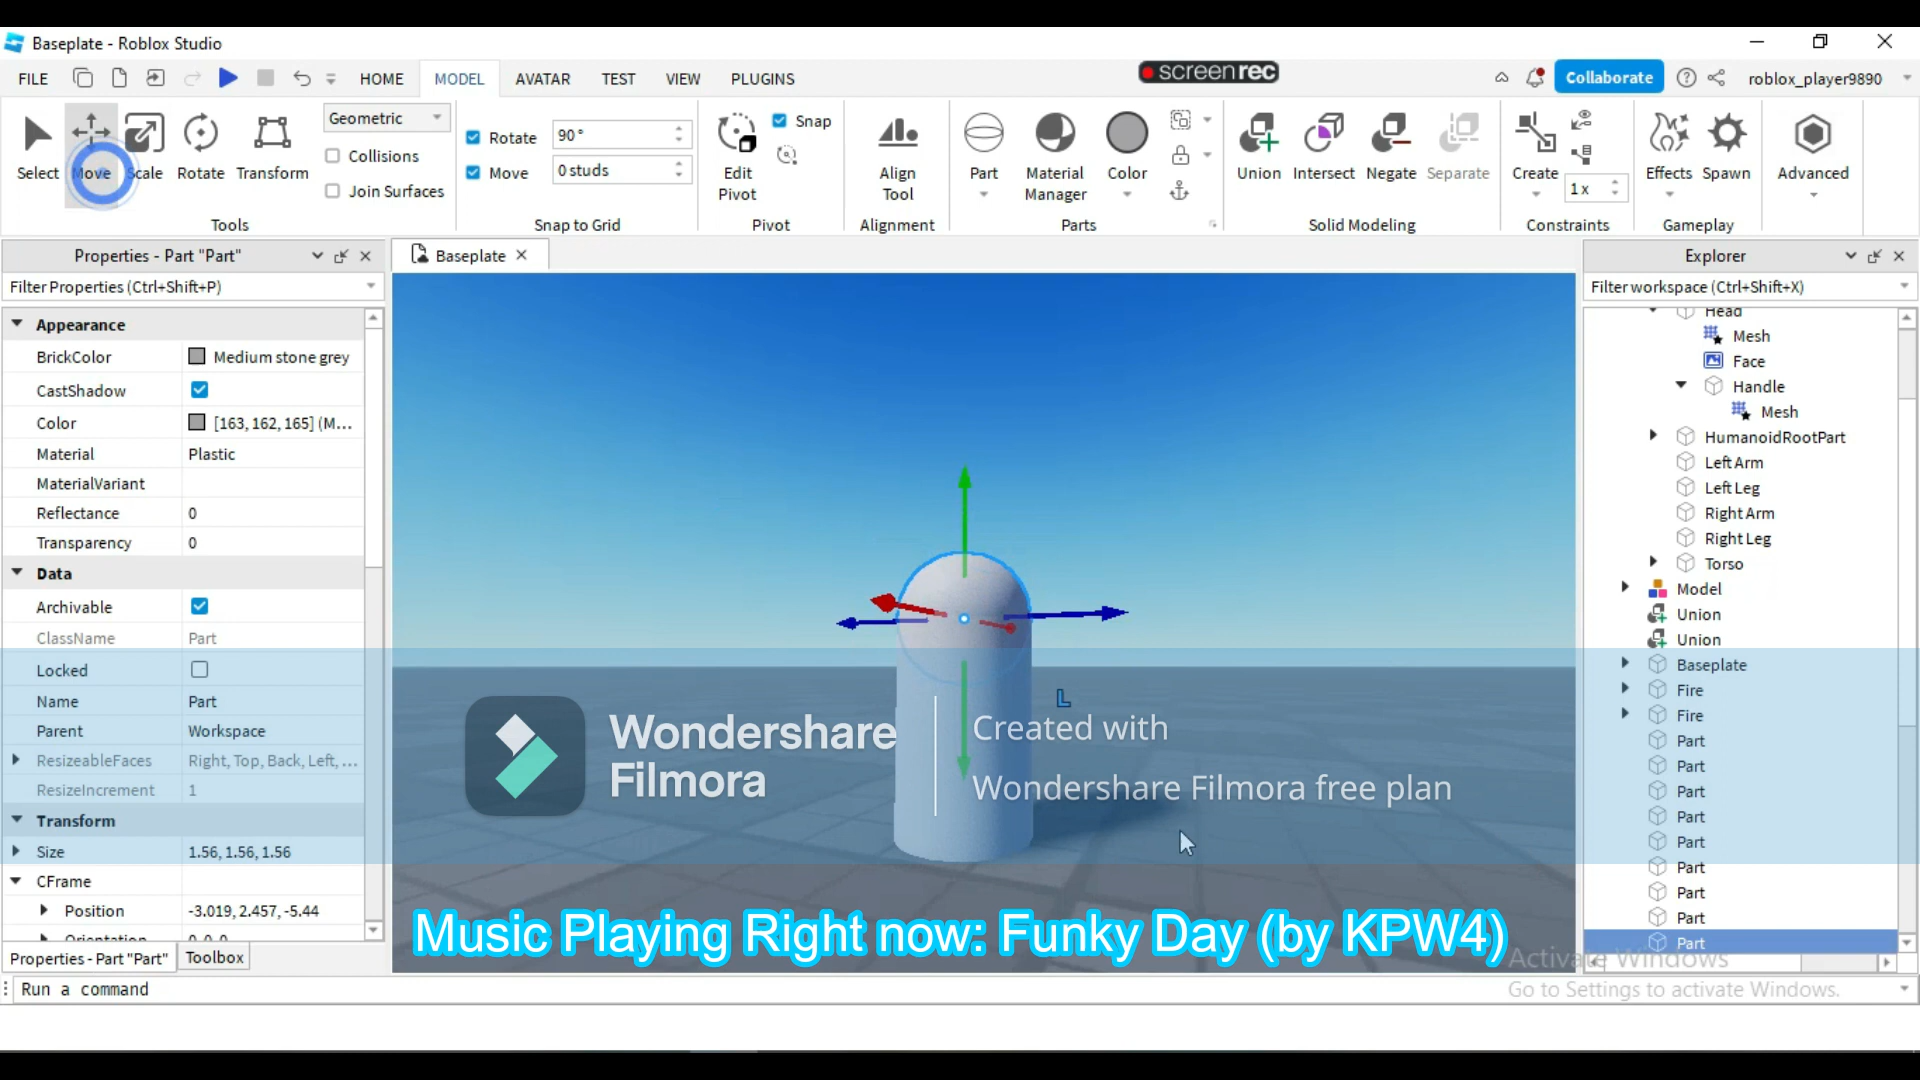 Baseplate - Roblox Studio
screenrec
FILE
HOME
MODEL
AVATAR
TEST
VIEW
PLUGINS
Collaborate
roblox_player9890
Select
Move
Scale
Rotate
Transform
Geometric
Collisions
Join Surfaces
Tools
Rotate
90°
Move
0 studs
Snap to Grid
Edit
Pivot
Snap
Pivot
Align
Tool
Alignment
Part
Material
Manager
Color
Parts
Union
Intersect
Negate
Separate
Solid Modeling
Create
1x
Constraints
Effects
Spawn
Gameplay
Advanced
Properties - Part "Part"
Filter Properties (Ctrl+Shift+P)
Appearance
BrickColor Medium stone grey
CastShadow
Color [163, 162, 165] (M...
Material Plastic
MaterialVariant
Reflectance 0
Transparency 0
Data
Archivable
ClassName Part
Locked
Name Part
Parent Workspace
ResizeableFaces Right, Top, Back, Left, ...
ResizeIncrement 1
Transform
Size 1.56, 1.56, 1.56
CFrame
Position -3.019, 2.457, -5.44
Orientation 0, 0, 0
Properties - Part "Part"
Toolbox
Run a command
Baseplate
L
Wondershare
Filmora
Created with
Wondershare Filmora free plan
Music Playing Right now: Funky Day (by KPW4)
Explorer
Filter workspace (Ctrl+Shift+X)
Head
Mesh
Face
Handle
Mesh
HumanoidRootPart
Left Arm
Left Leg
Right Arm
Right Leg
Torso
Model
Union
Union
Baseplate
Fire
Fire
Part
Part
Part
Part
Part
Part
Part
Part
Part
Activate Windows
Go to Settings to activate Windows.